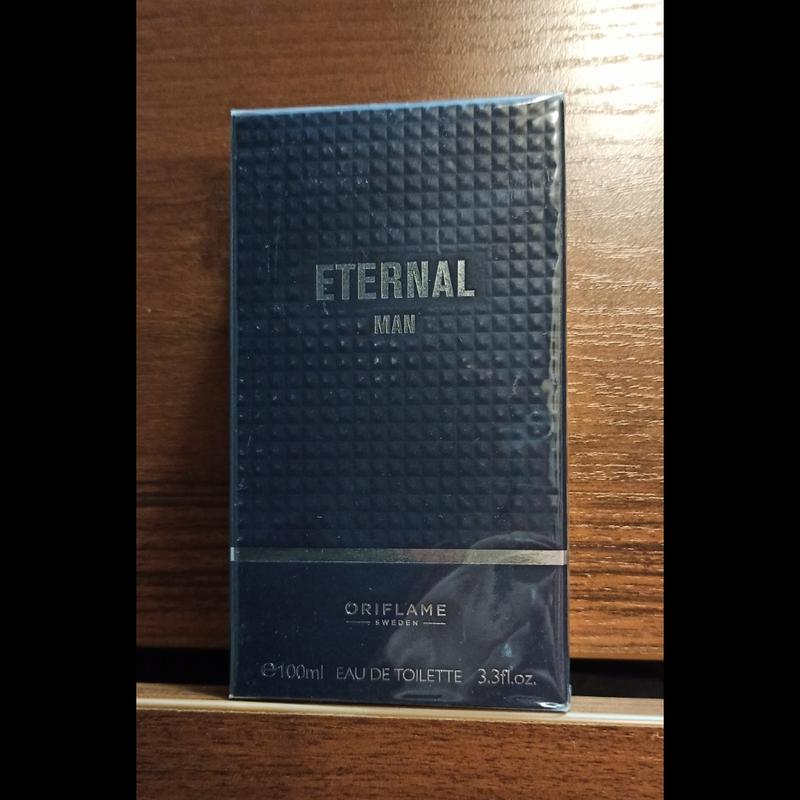 ETERNAL
MAN
ORIFLAME
SWEDEN
℮100ml EAU DE TOILETTE 3.3fl.oz.